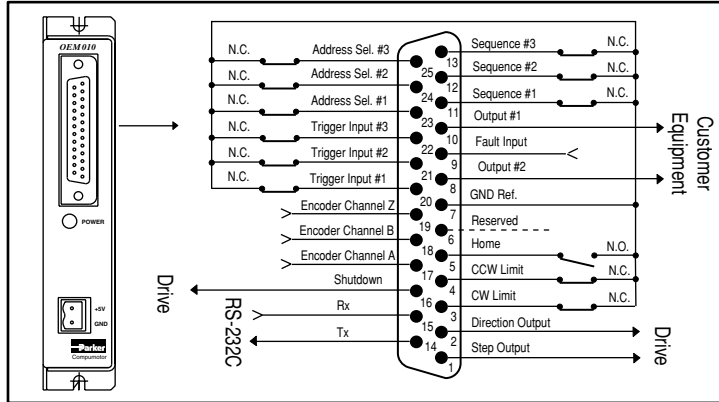 OEM010
POWER
+5V
GND
Parker
Compumotor
N.C. Address Sel. #3
N.C. Address Sel. #2
N.C. Address Sel. #1
N.C. Trigger Input #3
N.C. Trigger Input #2
N.C. Trigger Input #1
Encoder Channel Z
Encoder Channel B
Encoder Channel A
Shutdown
Rx
Tx
Drive
RS-232C
25
24
23
22
21
20
19
18
17
16
15
14
13
12
11
10
9
8
7
6
5
4
3
2
1
Sequence #3 N.C.
Sequence #2 N.C.
Sequence #1 N.C.
Output #1
Fault Input
Output #2
GND Ref.
Reserved
Home N.O.
CCW Limit N.C.
CW Limit N.C.
Direction Output
Step Output
Customer
Equipment
Drive